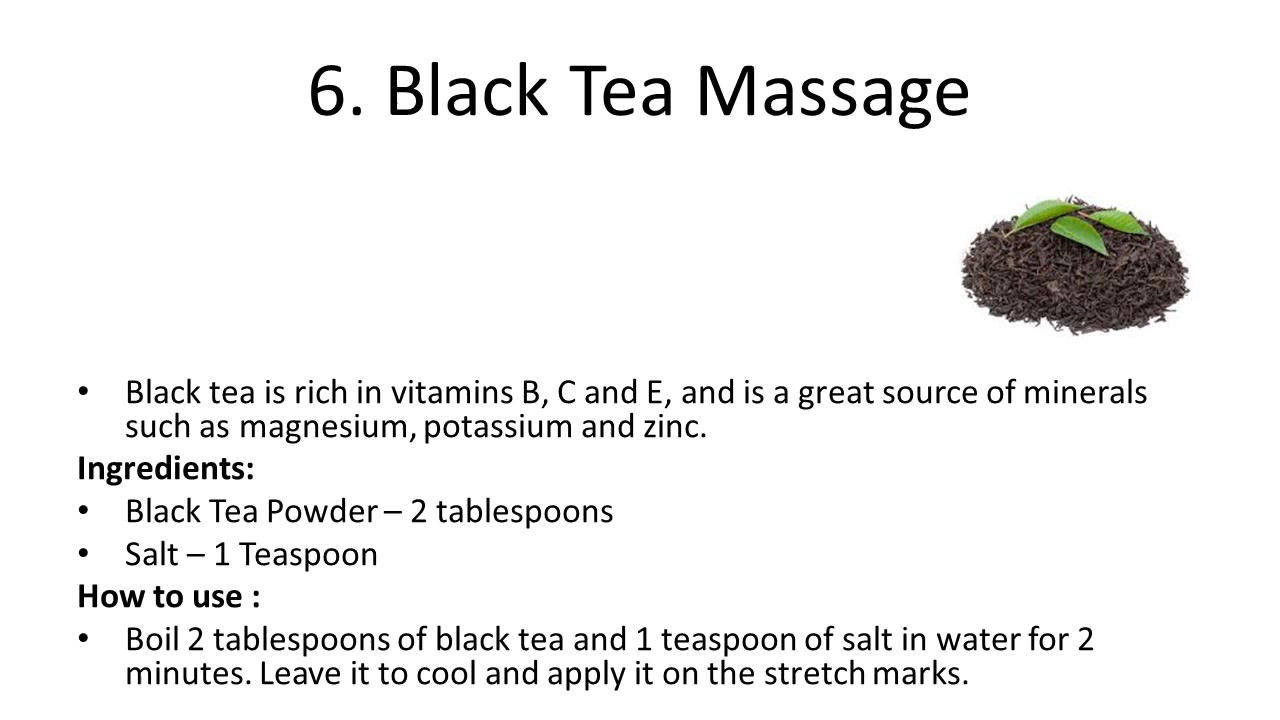 6. Black Tea Massage
• Black tea is rich in vitamins B, C and E, and is a great source of minerals
such as magnesium, potassium and zinc.
Ingredients:
• Black Tea Powder – 2 tablespoons
• Salt – 1 Teaspoon
How to use :
• Boil 2 tablespoons of black tea and 1 teaspoon of salt in water for 2
minutes. Leave it to cool and apply it on the stretch marks.